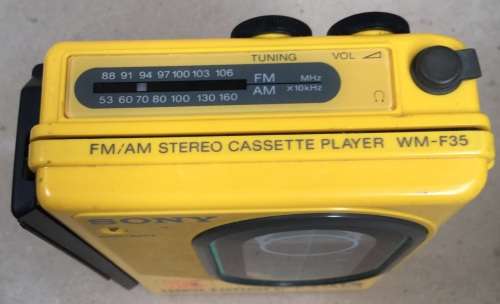 TUNING VOL
88 91 94 97 100 103 106 FM MHz
53 60 70 80 100 130 160 AM X10kHz
FM/AM STEREO CASSETTE PLAYER WM-F35
SONY